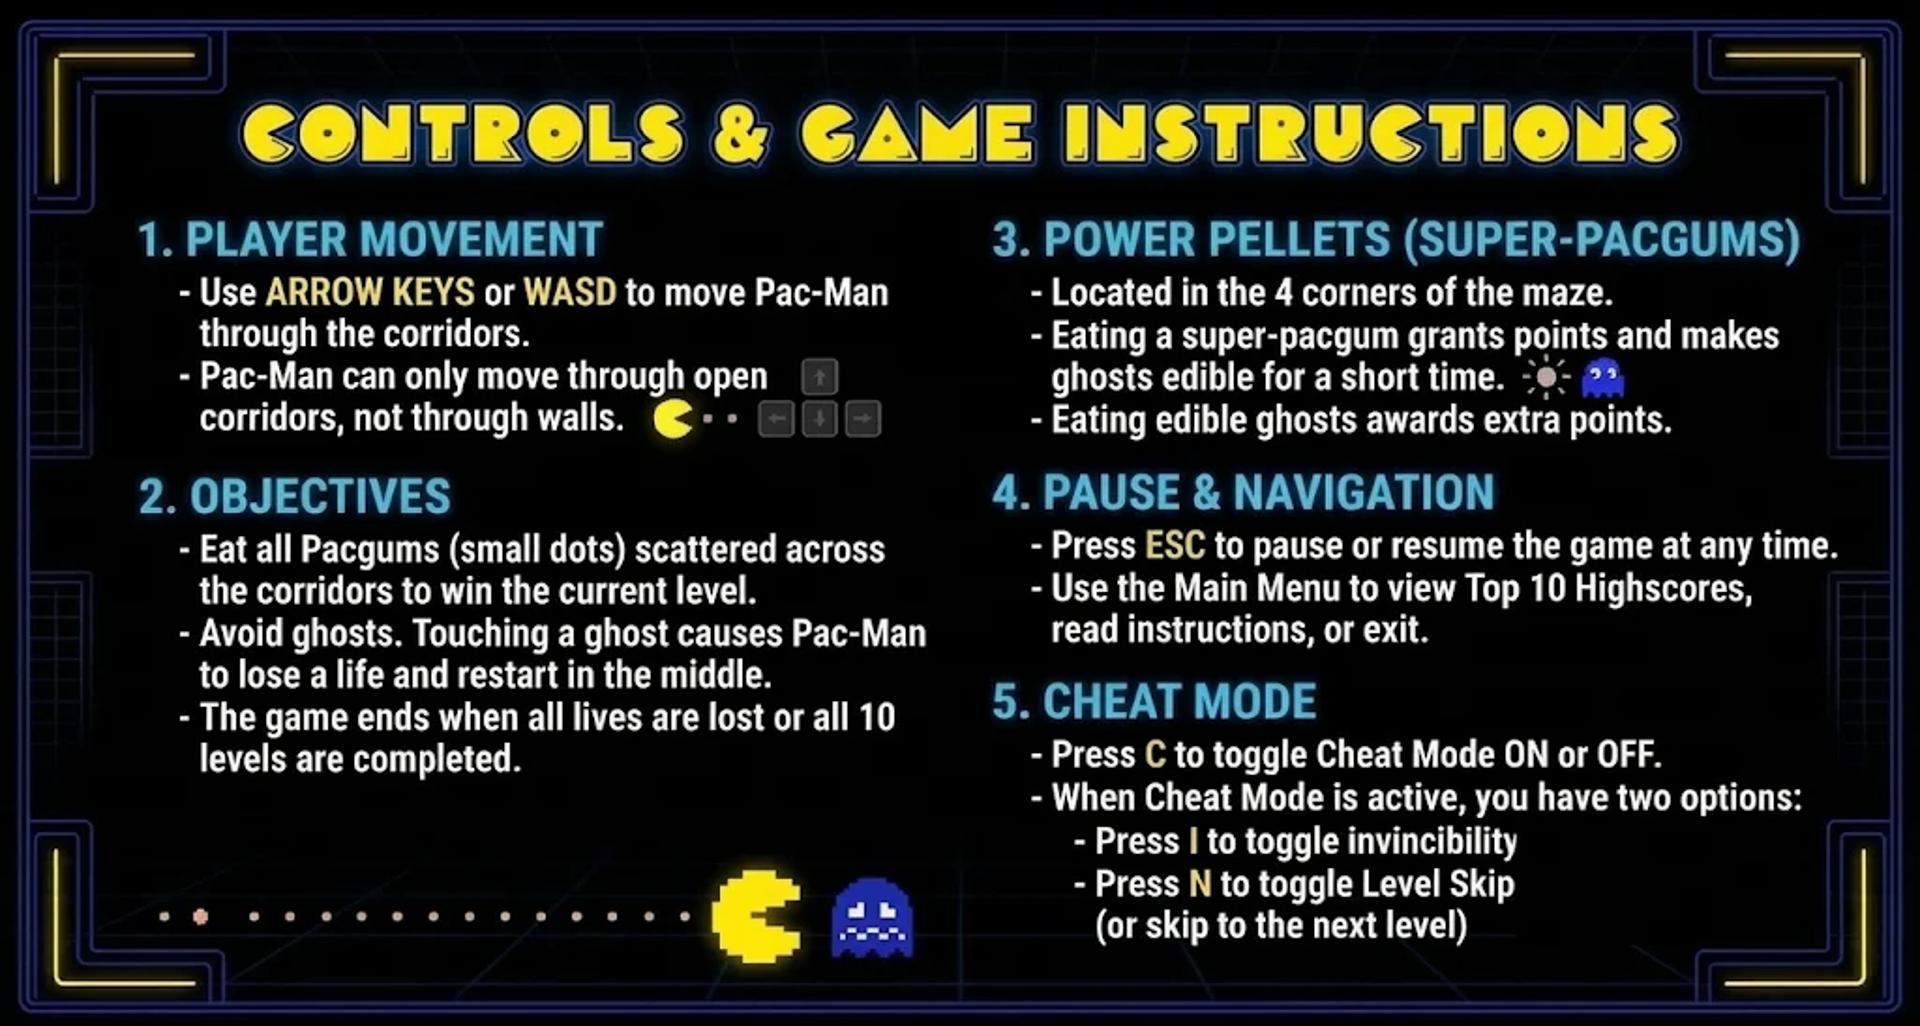 CONTROLS & GAME INSTRUCTIONS
1. PLAYER MOVEMENT
- Use ARROW KEYS or WASD to move Pac-Man
through the corridors.
- Pac-Man can only move through open
corridors, not through walls.
2. OBJECTIVES
- Eat all Pacgums (small dots) scattered across
the corridors to win the current level.
- Avoid ghosts. Touching a ghost causes Pac-Man
to lose a life and restart in the middle.
- The game ends when all lives are lost or all 10
levels are completed.
3. POWER PELLETS (SUPER-PACGUMS)
- Located in the 4 corners of the maze.
- Eating a super-pacgum grants points and makes
ghosts edible for a short time.
- Eating edible ghosts awards extra points.
4. PAUSE & NAVIGATION
- Press ESC to pause or resume the game at any time.
- Use the Main Menu to view Top 10 Highscores,
read instructions, or exit.
5. CHEAT MODE
- Press C to toggle Cheat Mode ON or OFF.
- When Cheat Mode is active, you have two options:
- Press I to toggle invincibility
- Press N to toggle Level Skip
(or skip to the next level)